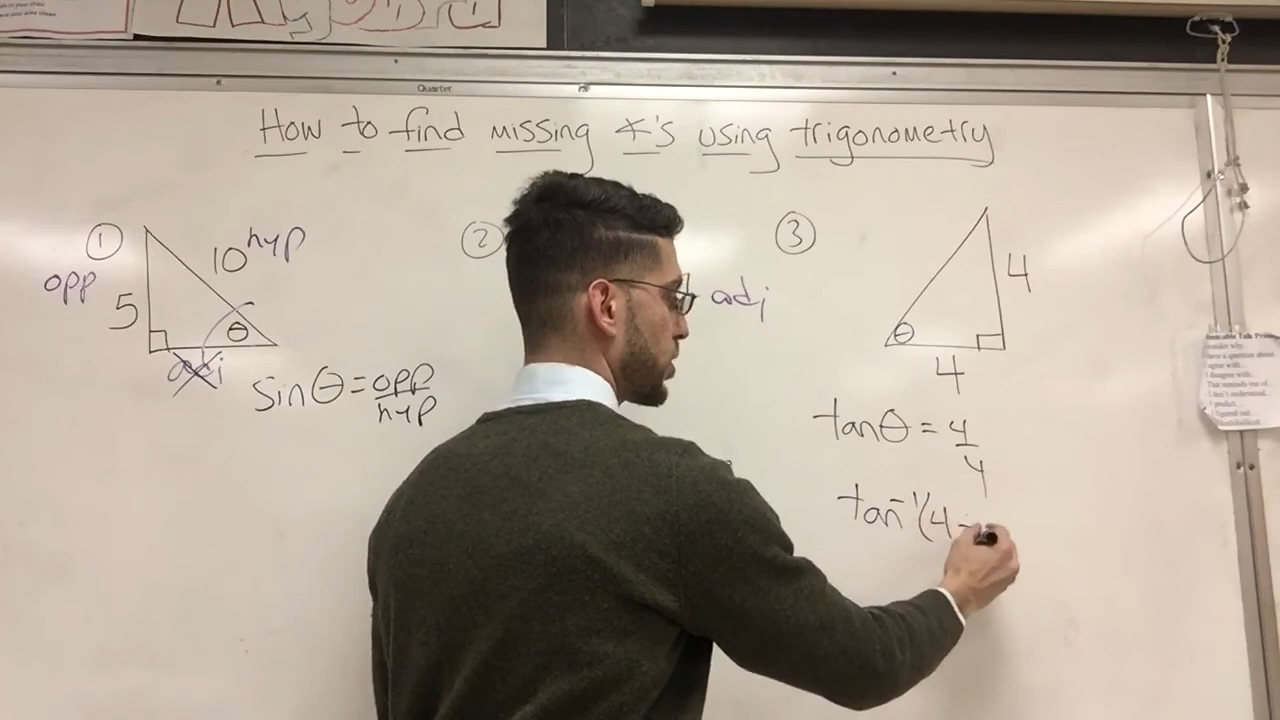 Quarter
How to find missing ∡'s using trigonometry
①
opp
5
10 hyp
θ
adj
sinθ = opp/hyp
②
adj
③
4
θ
4
tanθ = 4/4
tan⁻¹(4 ÷